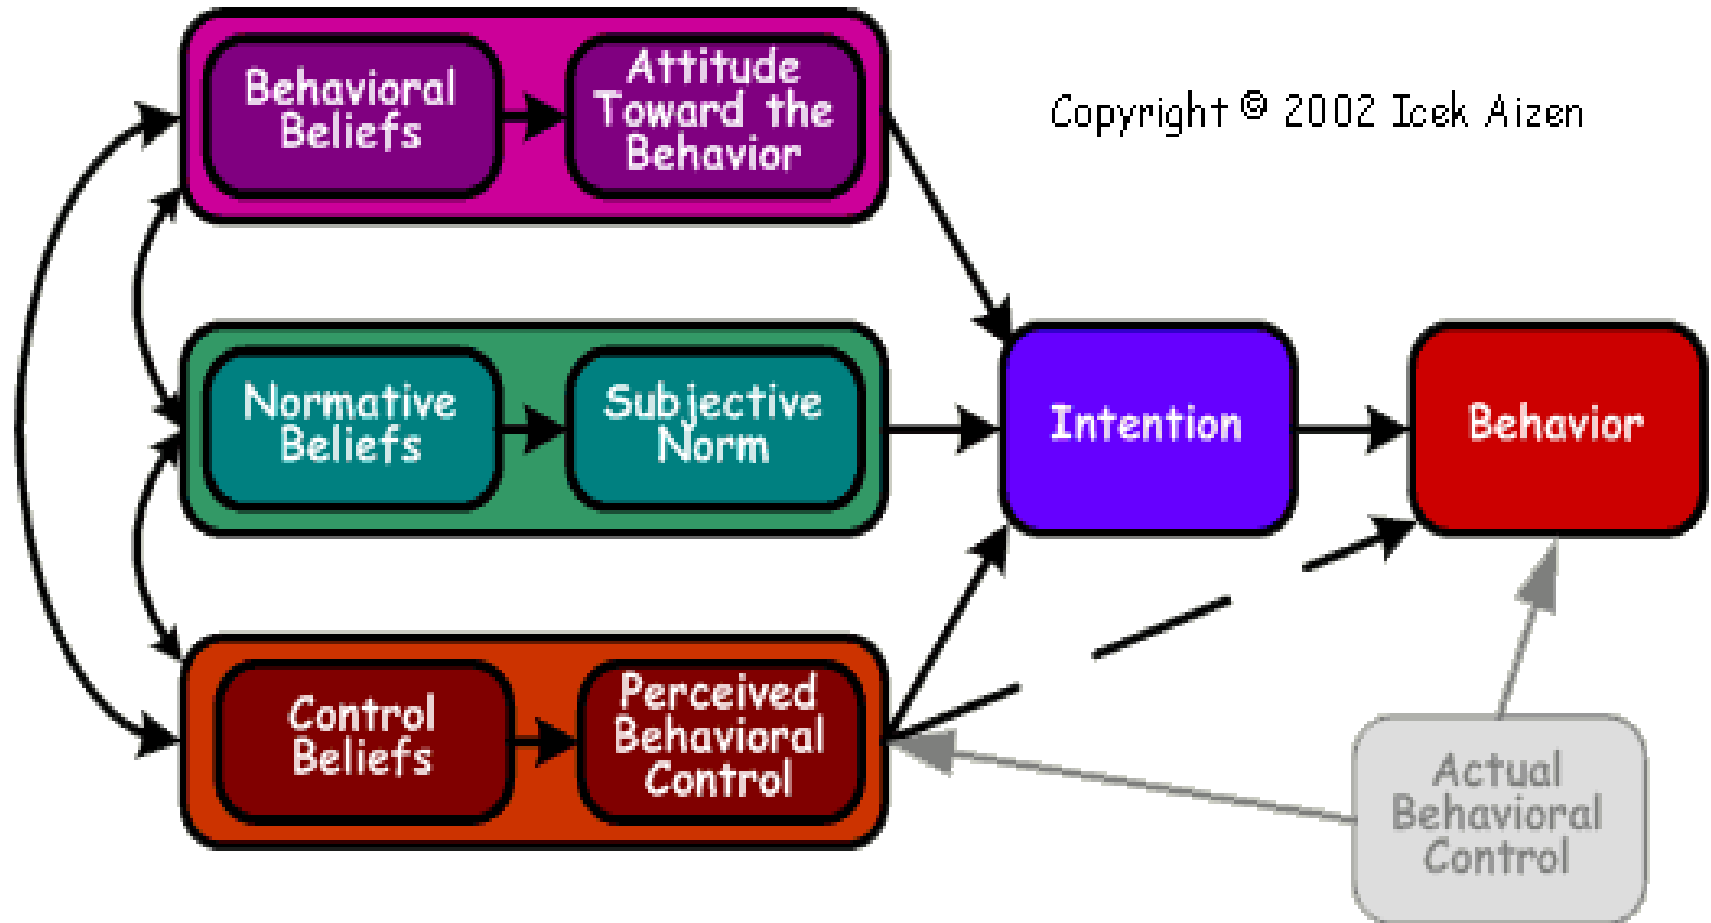 Behavioral
Beliefs
Attitude
Toward the
Behavior
Copyright © 2002 Icek Aizen
Normative
Beliefs
Subjective
Norm
Intention
Behavior
Control
Beliefs
Perceived
Behavioral
Control
Actual
Behavioral
Control